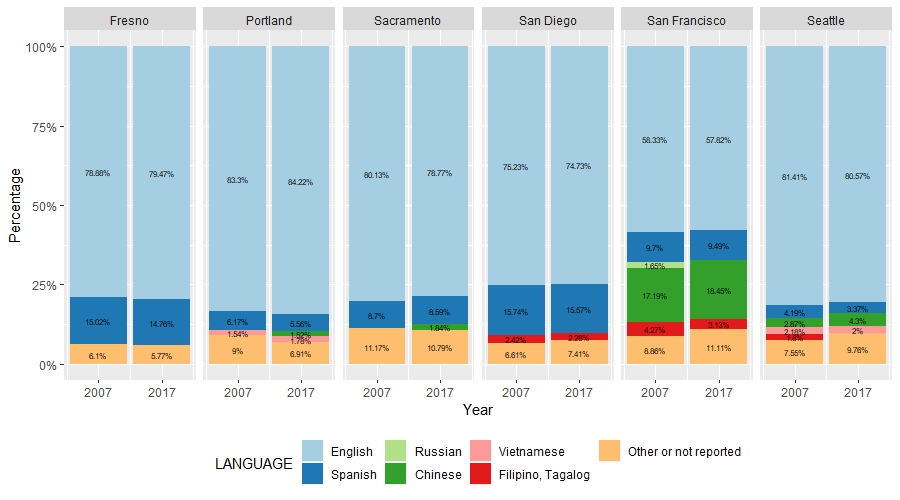 Fresno Portland Sacramento San Diego San Francisco Seattle
100%
75%
50%
25%
0%
Percentage
78.88% 79.47% 83.3% 84.22% 80.13% 78.77% 75.23% 74.73% 58.33% 57.82% 81.41% 80.57%
15.02% 14.76% 6.17% 5.56% 8.7% 8.59% 15.74% 15.57% 9.7% 9.49% 4.19% 3.37%
1.65%
1.52% 1.84% 17.19% 18.45% 2.87% 4.3%
1.54% 1.78% 2.18% 2%
2.42% 2.28% 4.27% 3.13% 1.8%
6.1% 5.77% 9% 6.91% 11.17% 10.79% 6.61% 7.41% 8.86% 11.11% 7.55% 9.76%
2007 2017 2007 2017 2007 2017 2007 2017 2007 2017 2007 2017
Year
LANGUAGE
English Russian Vietnamese Other or not reported
Spanish Chinese Filipino, Tagalog